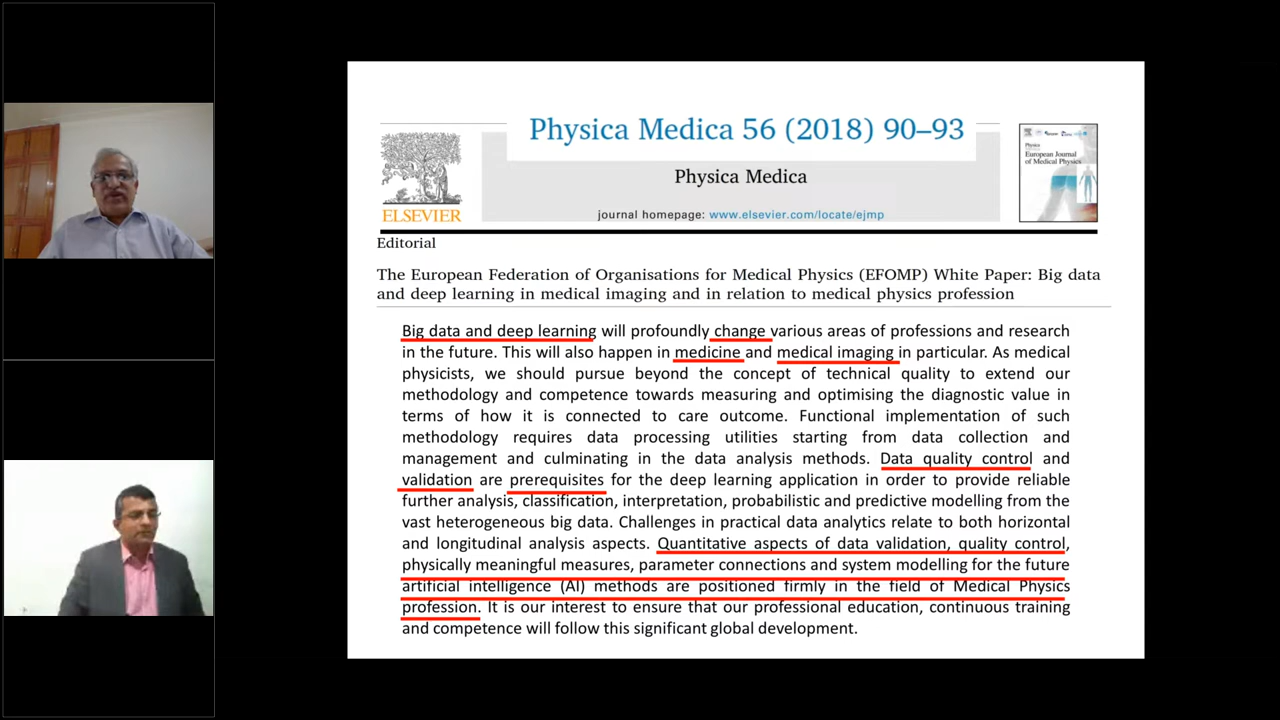 Physica Medica 56 (2018) 90–93
Physica Medica
journal homepage: www.elsevier.com/locate/ejmp
ELSEVIER
Physica
European Journal
of Medical Physics
Editorial
The European Federation of Organisations for Medical Physics (EFOMP) White Paper: Big data
and deep learning in medical imaging and in relation to medical physics profession
Big data and deep learning will profoundly change various areas of professions and research
in the future. This will also happen in medicine and medical imaging in particular. As medical
physicists, we should pursue beyond the concept of technical quality to extend our
methodology and competence towards measuring and optimising the diagnostic value in
terms of how it is connected to care outcome. Functional implementation of such
methodology requires data processing utilities starting from data collection and
management and culminating in the data analysis methods. Data quality control and
validation are prerequisites for the deep learning application in order to provide reliable
further analysis, classification, interpretation, probabilistic and predictive modelling from the
vast heterogeneous big data. Challenges in practical data analytics relate to both horizontal
and longitudinal analysis aspects. Quantitative aspects of data validation, quality control,
physically meaningful measures, parameter connections and system modelling for the future
artificial intelligence (AI) methods are positioned firmly in the field of Medical Physics
profession. It is our interest to ensure that our professional education, continuous training
and competence will follow this significant global development.